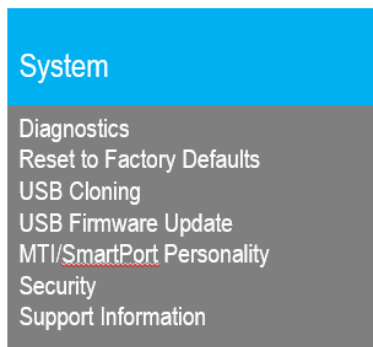 System
Diagnostics
Reset to Factory Defaults
USB Cloning
USB Firmware Update
MTI/SmartPort Personality
Security
Support Information